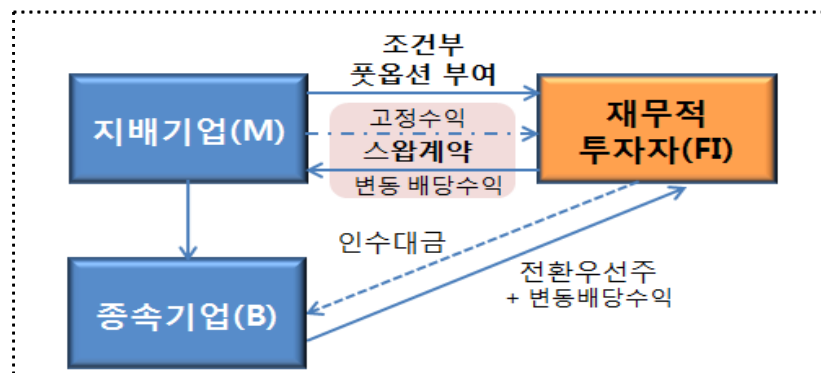 조건부
풋옵션 부여
지배기업(M)
고정수익
스왑계약
변동 배당수익
재무적
투자자(FI)
인수대금
전환우선주
+ 변동배당수익
종속기업(B)